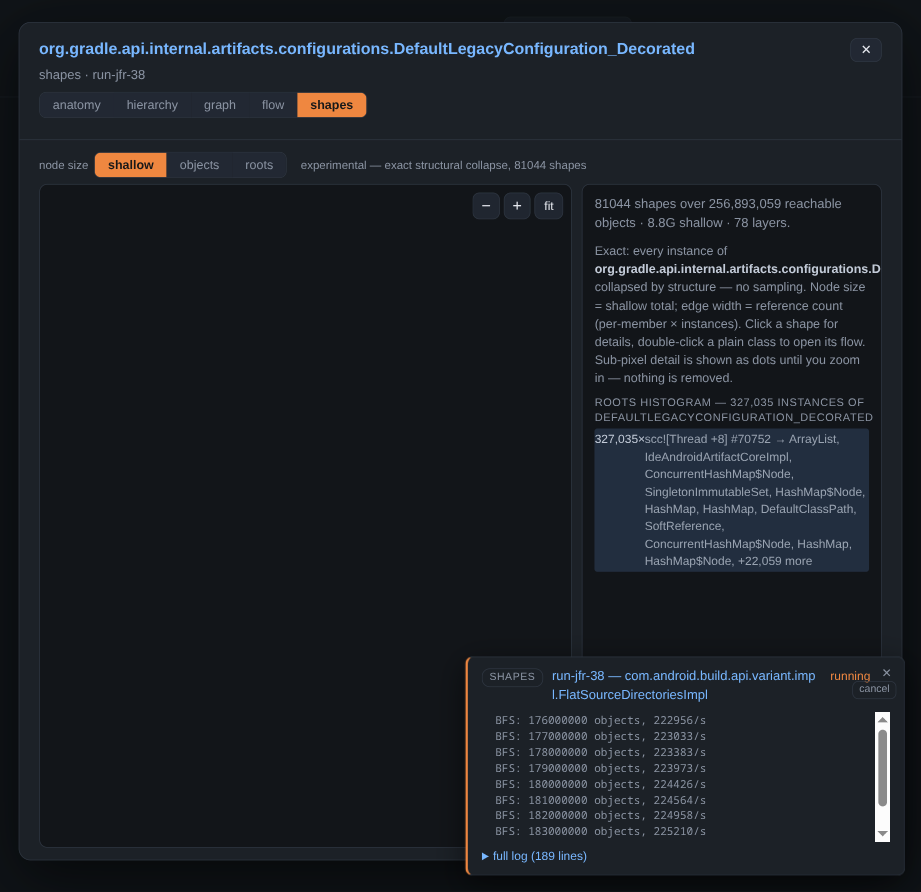 org.gradle.api.internal.artifacts.configurations.DefaultLegacyConfiguration_Decorated
✕
shapes · run-jfr-38
anatomy hierarchy graph flow shapes
node size shallow objects roots experimental — exact structural collapse, 81044 shapes
− + fit
81044 shapes over 256,893,059 reachable
objects · 8.8G shallow · 78 layers.
Exact: every instance of
org.gradle.api.internal.artifacts.configurations.D
collapsed by structure — no sampling. Node size
= shallow total; edge width = reference count
(per-member × instances). Click a shape for
details, double-click a plain class to open its flow.
Sub-pixel detail is shown as dots until you zoom
in — nothing is removed.
ROOTS HISTOGRAM — 327,035 INSTANCES OF
DEFAULTLEGACYCONFIGURATION_DECORATED
327,035× scc![Thread +8] #70752 → ArrayList,
IdeAndroidArtifactCoreImpl,
ConcurrentHashMap$Node,
SingletonImmutableSet, HashMap$Node,
HashMap, HashMap, DefaultClassPath,
SoftReference,
ConcurrentHashMap$Node, HashMap,
HashMap$Node, +22,059 more
SHAPES run-jfr-38 — com.android.build.api.variant.imp running ✕
l.FlatSourceDirectoriesImpl cancel
BFS: 176000000 objects, 222956/s
BFS: 177000000 objects, 223033/s
BFS: 178000000 objects, 223383/s
BFS: 179000000 objects, 223973/s
BFS: 180000000 objects, 224426/s
BFS: 181000000 objects, 224564/s
BFS: 182000000 objects, 224958/s
BFS: 183000000 objects, 225210/s
▶ full log (189 lines)